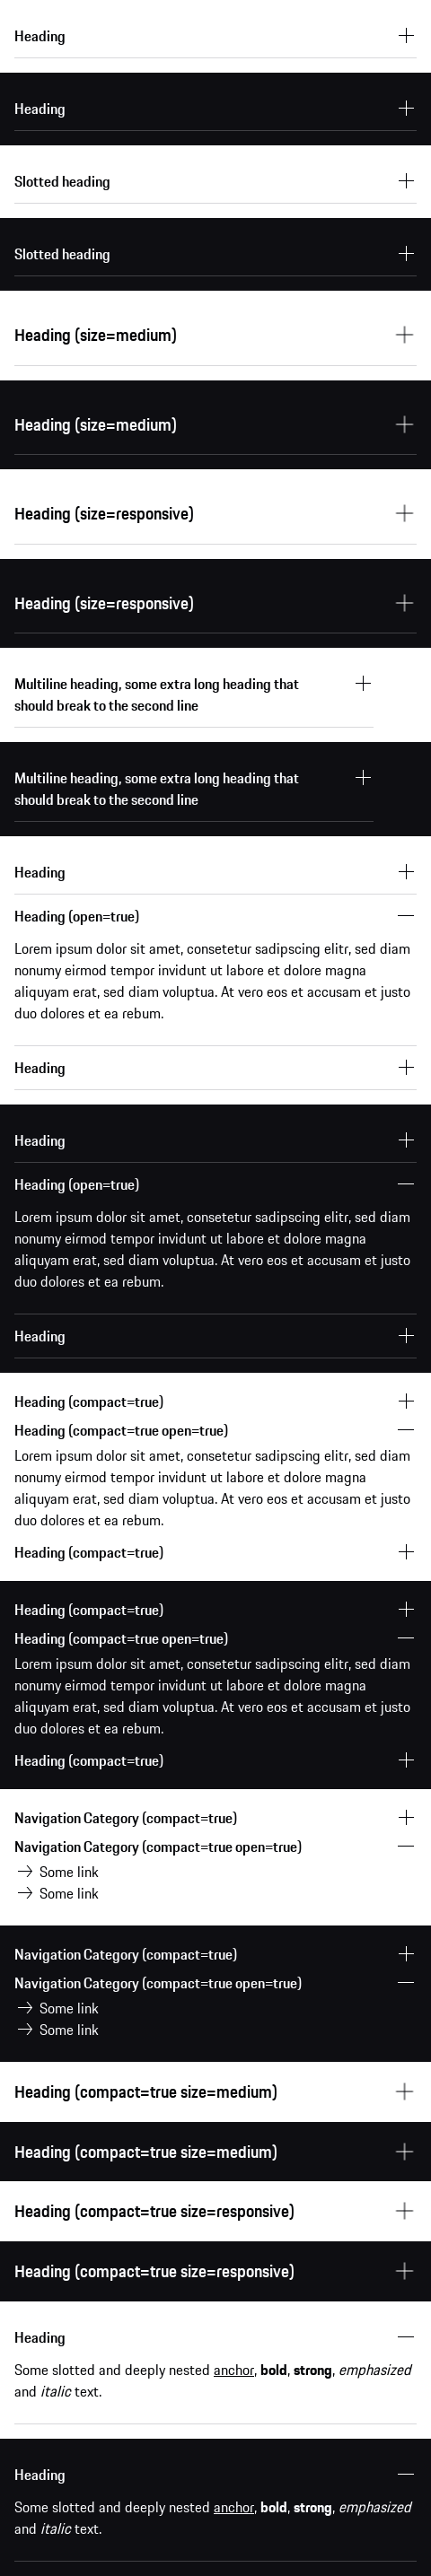 Heading
Heading
Slotted heading
Slotted heading
Heading (size=medium)
Heading (size=medium)
Heading (size=responsive)
Heading (size=responsive)
Multiline heading, some extra long heading that
should break to the second line
Multiline heading, some extra long heading that
should break to the second line
Heading
Heading (open=true)
Lorem ipsum dolor sit amet, consetetur sadipscing elitr, sed diam
nonumy eirmod tempor invidunt ut labore et dolore magna
aliquyam erat, sed diam voluptua. At vero eos et accusam et justo
duo dolores et ea rebum.
Heading
Heading
Heading (open=true)
Lorem ipsum dolor sit amet, consetetur sadipscing elitr, sed diam
nonumy eirmod tempor invidunt ut labore et dolore magna
aliquyam erat, sed diam voluptua. At vero eos et accusam et justo
duo dolores et ea rebum.
Heading
Heading (compact=true)
Heading (compact=true open=true)
Lorem ipsum dolor sit amet, consetetur sadipscing elitr, sed diam
nonumy eirmod tempor invidunt ut labore et dolore magna
aliquyam erat, sed diam voluptua. At vero eos et accusam et justo
duo dolores et ea rebum.
Heading (compact=true)
Heading (compact=true)
Heading (compact=true open=true)
Lorem ipsum dolor sit amet, consetetur sadipscing elitr, sed diam
nonumy eirmod tempor invidunt ut labore et dolore magna
aliquyam erat, sed diam voluptua. At vero eos et accusam et justo
duo dolores et ea rebum.
Heading (compact=true)
Navigation Category (compact=true)
Navigation Category (compact=true open=true)
Some link
Some link
Navigation Category (compact=true)
Navigation Category (compact=true open=true)
Some link
Some link
Heading (compact=true size=medium)
Heading (compact=true size=medium)
Heading (compact=true size=responsive)
Heading (compact=true size=responsive)
Heading
Some slotted and deeply nested anchor, bold, strong, emphasized
and italic text.
Heading
Some slotted and deeply nested anchor, bold, strong, emphasized
and italic text.